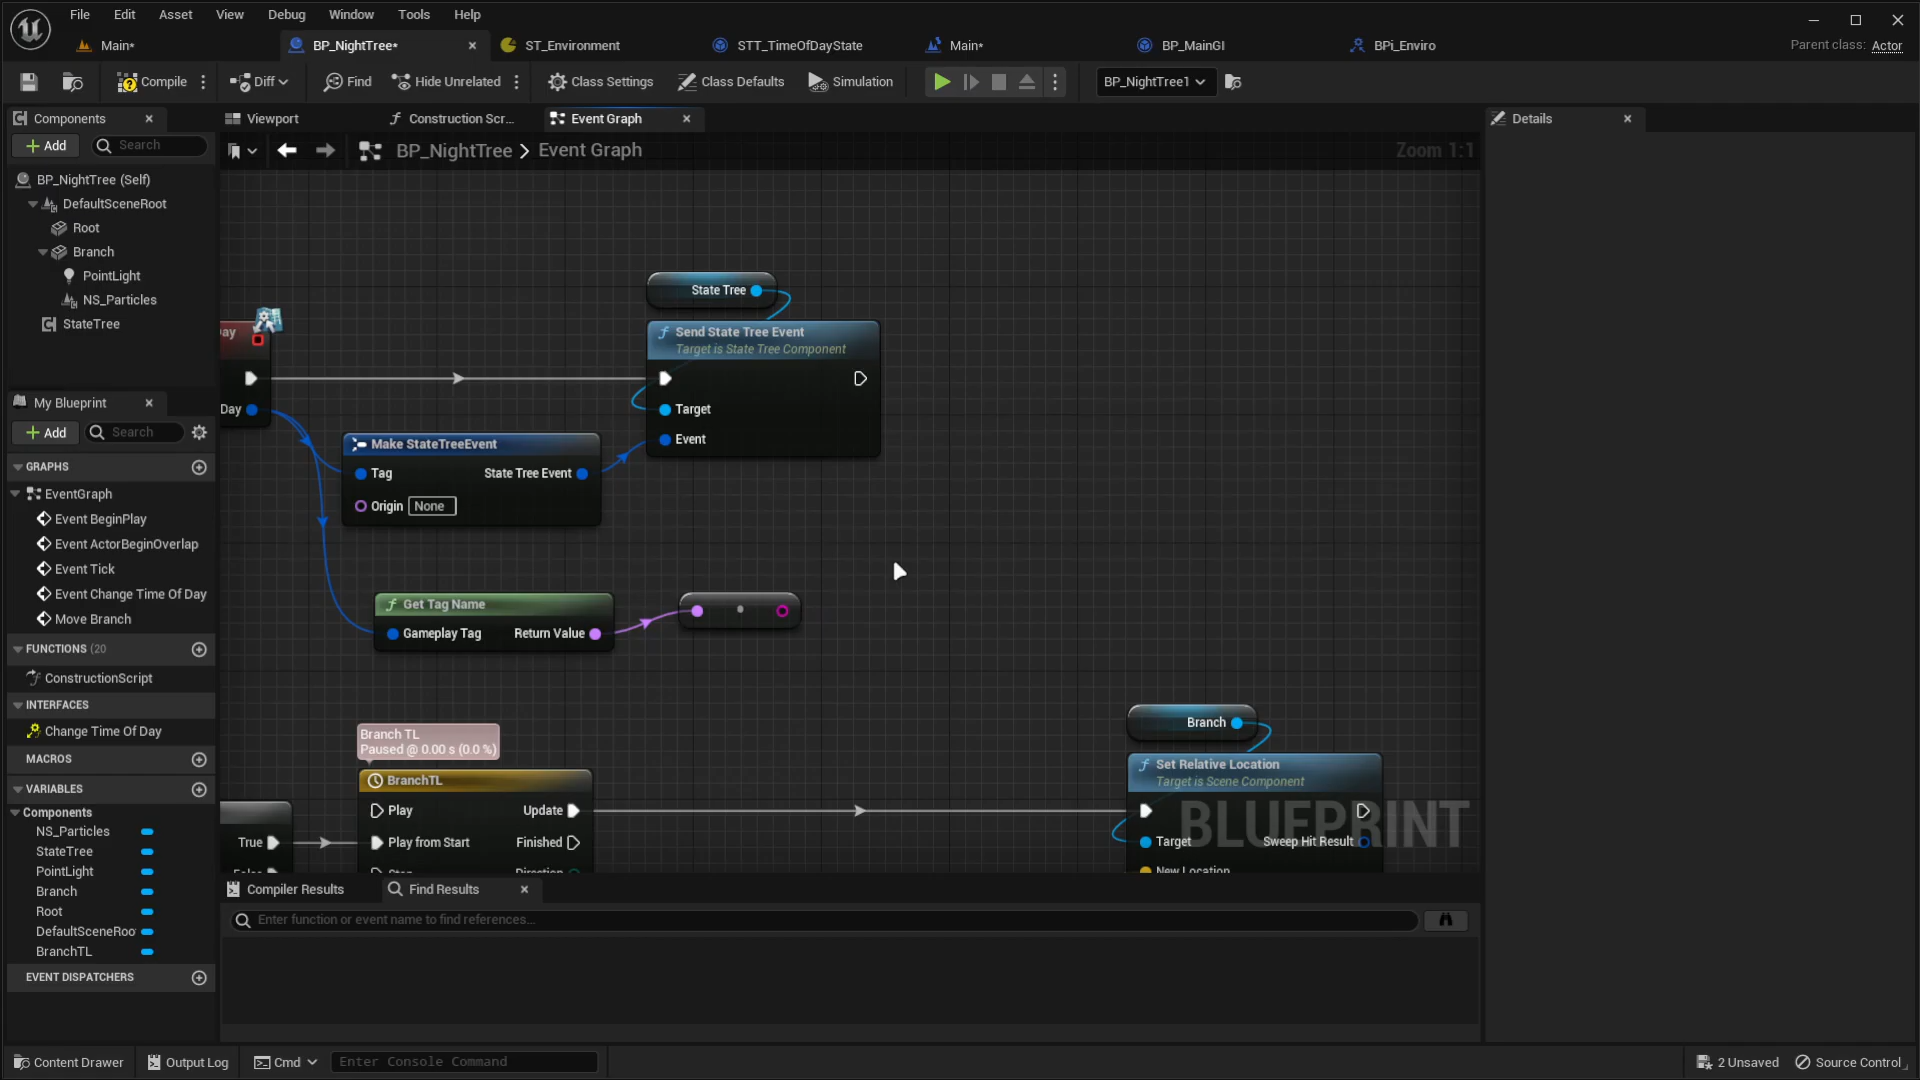 File Edit Asset View Debug Window Tools Help
Main* BP_NightTree* ST_Environment STT_TimeOfDayState Main* BP_MainGI BPi_Enviro Parent class: Actor
Compile Diff Find Hide Unrelated Class Settings Class Defaults Simulation BP_NightTree1
Components
Add Search
BP_NightTree (Self)
DefaultSceneRoot
Root
Branch
PointLight
NS_Particles
StateTree
My Blueprint
Add Search
GRAPHS
EventGraph
Event BeginPlay
Event ActorBeginOverlap
Event Tick
Event Change Time Of Day
Move Branch
FUNCTIONS (20
ConstructionScript
INTERFACES
Change Time Of Day
MACROS
VARIABLES
Components
NS_Particles
StateTree
PointLight
Branch
Root
DefaultSceneRoo
BranchTL
EVENT DISPATCHERS
Viewport Construction Scr... Event Graph
BP_NightTree > Event Graph Zoom 1:1
State Tree
Send State Tree Event
Target is State Tree Component
Target
Event
ay
Day
Make StateTreeEvent
Tag State Tree Event
Origin None
Get Tag Name
Gameplay Tag Return Value
Branch TL
Paused @ 0.00 s (0.0 %)
BranchTL
Play Update
True Play from Start Finished
False Stop Direction
Branch
Set Relative Location
Target is Scene Component
Target Sweep Hit Result
New Location
BLUEPRINT
Compiler Results Find Results
Enter function or event name to find references...
Details
Content Drawer Output Log Cmd Enter Console Command 2 Unsaved Source Control